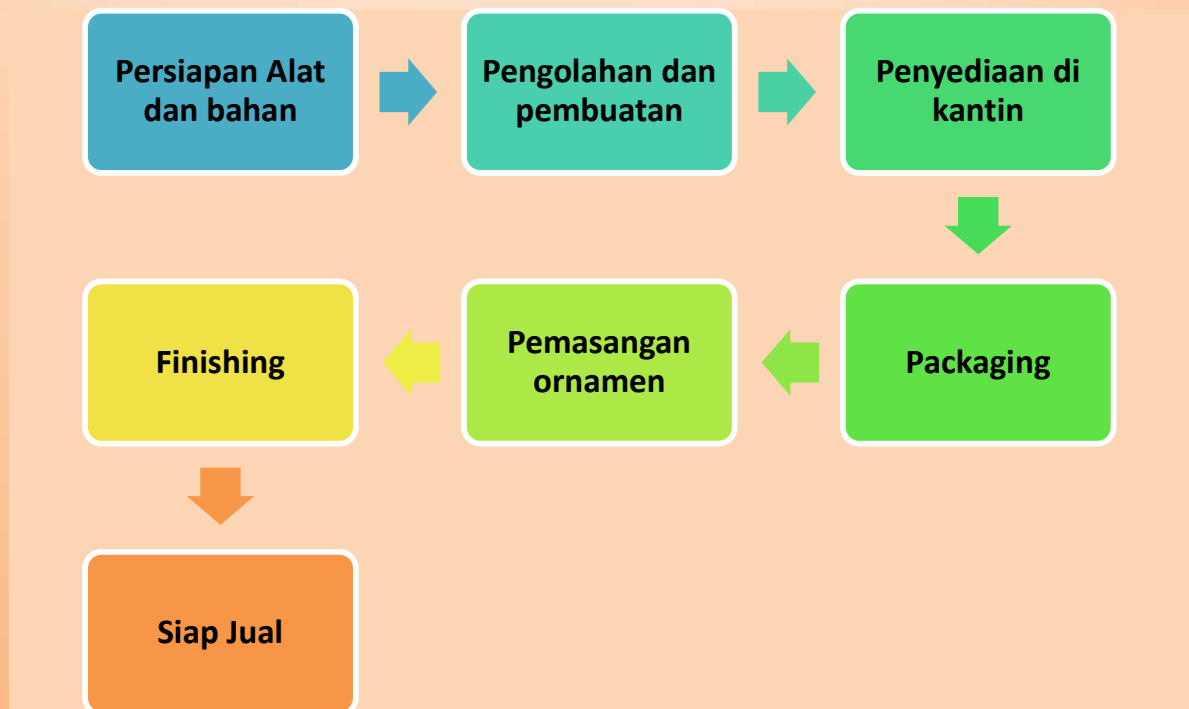 Persiapan Alat
dan bahan
Pengolahan dan
pembuatan
Penyediaan di
kantin
Packaging
Pemasangan
ornamen
Finishing
Siap Jual